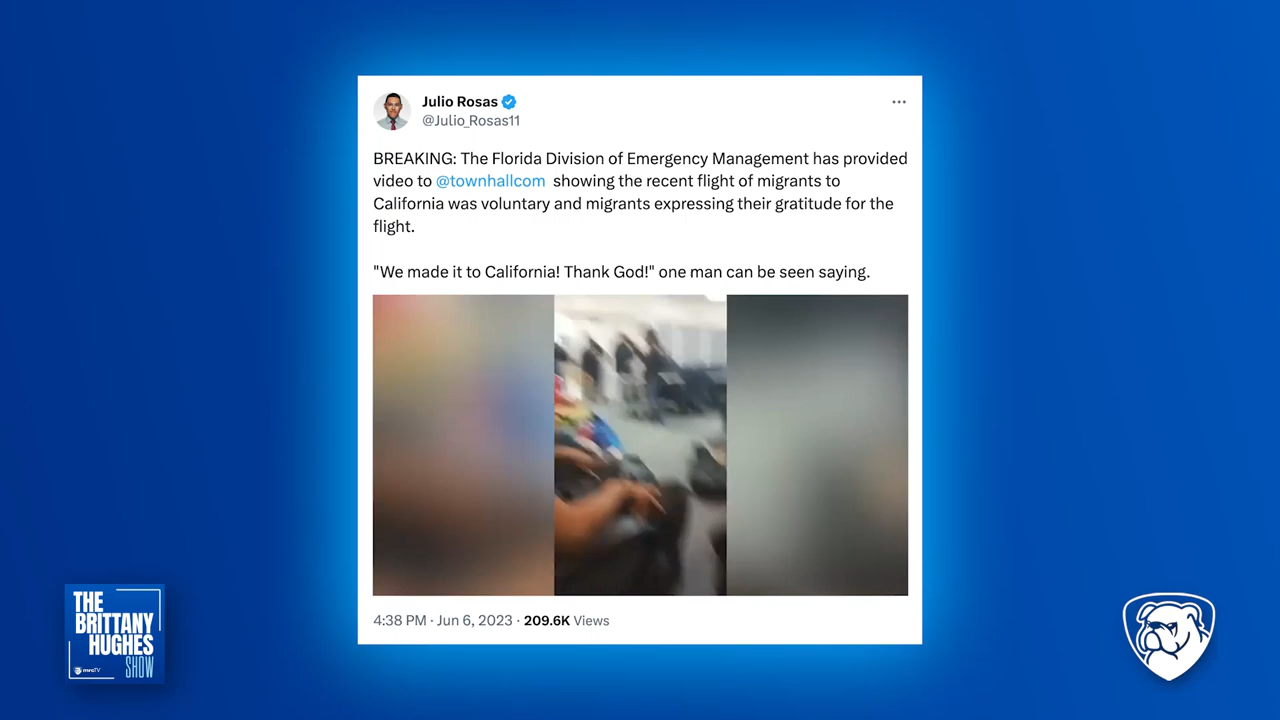 Julio Rosas
@Julio_Rosas11
BREAKING: The Florida Division of Emergency Management has provided
video to @townhallcom showing the recent flight of migrants to
California was voluntary and migrants expressing their gratitude for the
flight.
"We made it to California! Thank God!" one man can be seen saying.
4:38 PM · Jun 6, 2023 · 209.6K Views
THE
BRITTANY
HUGHES
SHOW
mrcTV